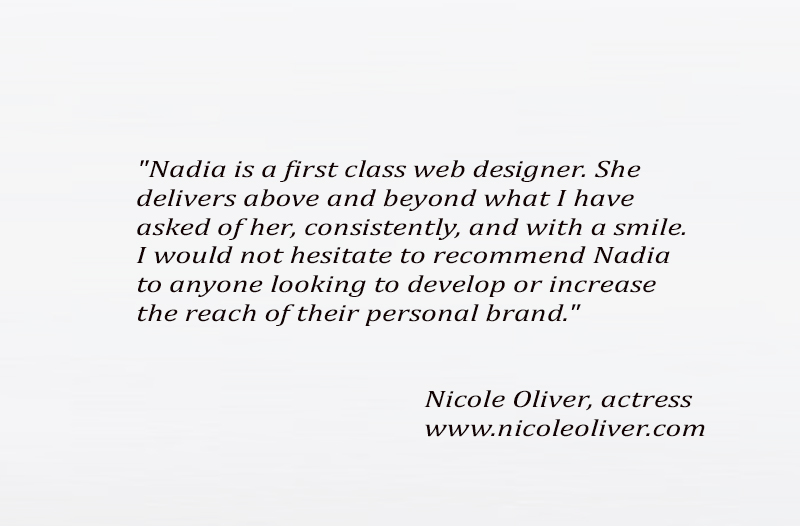 "Nadia is a first class web designer. She
delivers above and beyond what I have
asked of her, consistently, and with a smile.
I would not hesitate to recommend Nadia
to anyone looking to develop or increase
the reach of their personal brand."
Nicole Oliver, actress
www.nicoleoliver.com